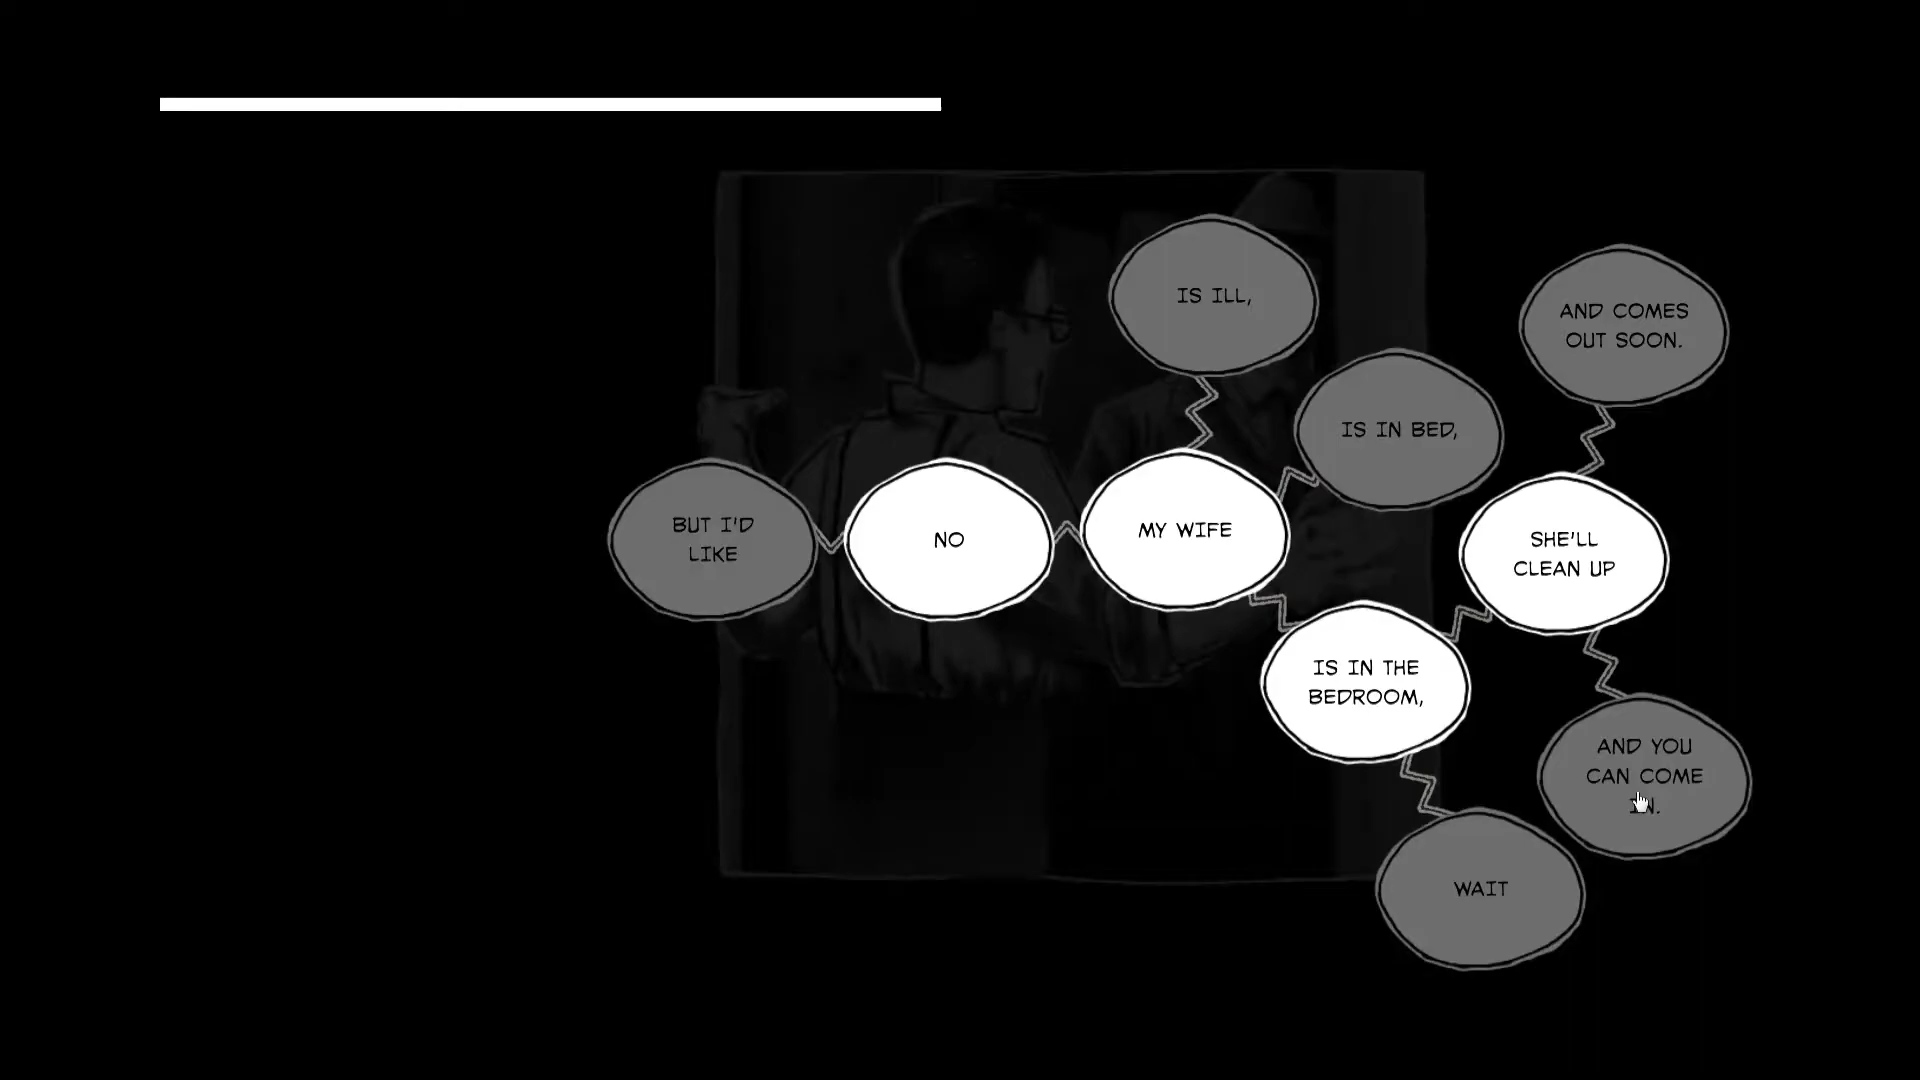 BUT I'D
LIKE
NO
MY WIFE
IS ILL,
IS IN BED,
IS IN THE
BEDROOM,
SHE'LL
CLEAN UP
AND COMES
OUT SOON.
AND YOU
CAN COME
IN.
WAIT